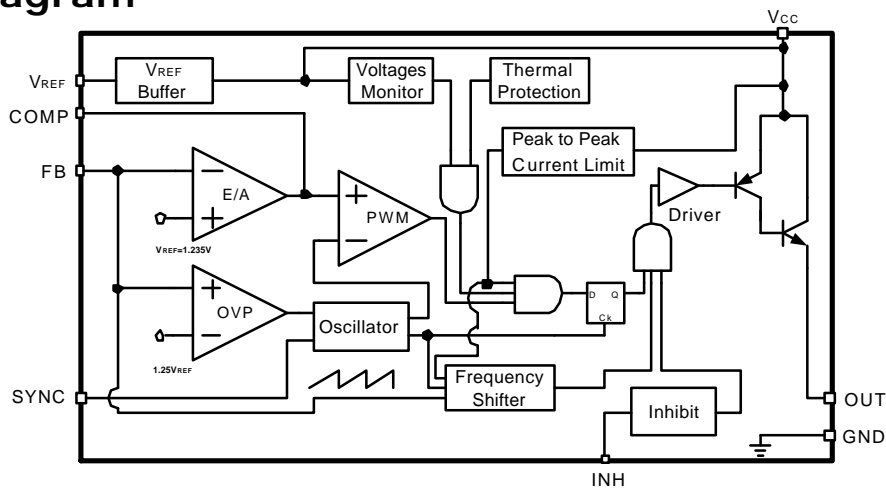 agram
VCC
VREF
VREF
Buffer
Voltages
Monitor
Thermal
Protection
COMP
Peak to Peak
Current Limit
FB
E/A
PWM
Driver
VREF=1.235V
OVP
Oscillator
D Q
Ck
1.25VREF
SYNC
Frequency
Shifter
Inhibit
OUT
GND
INH